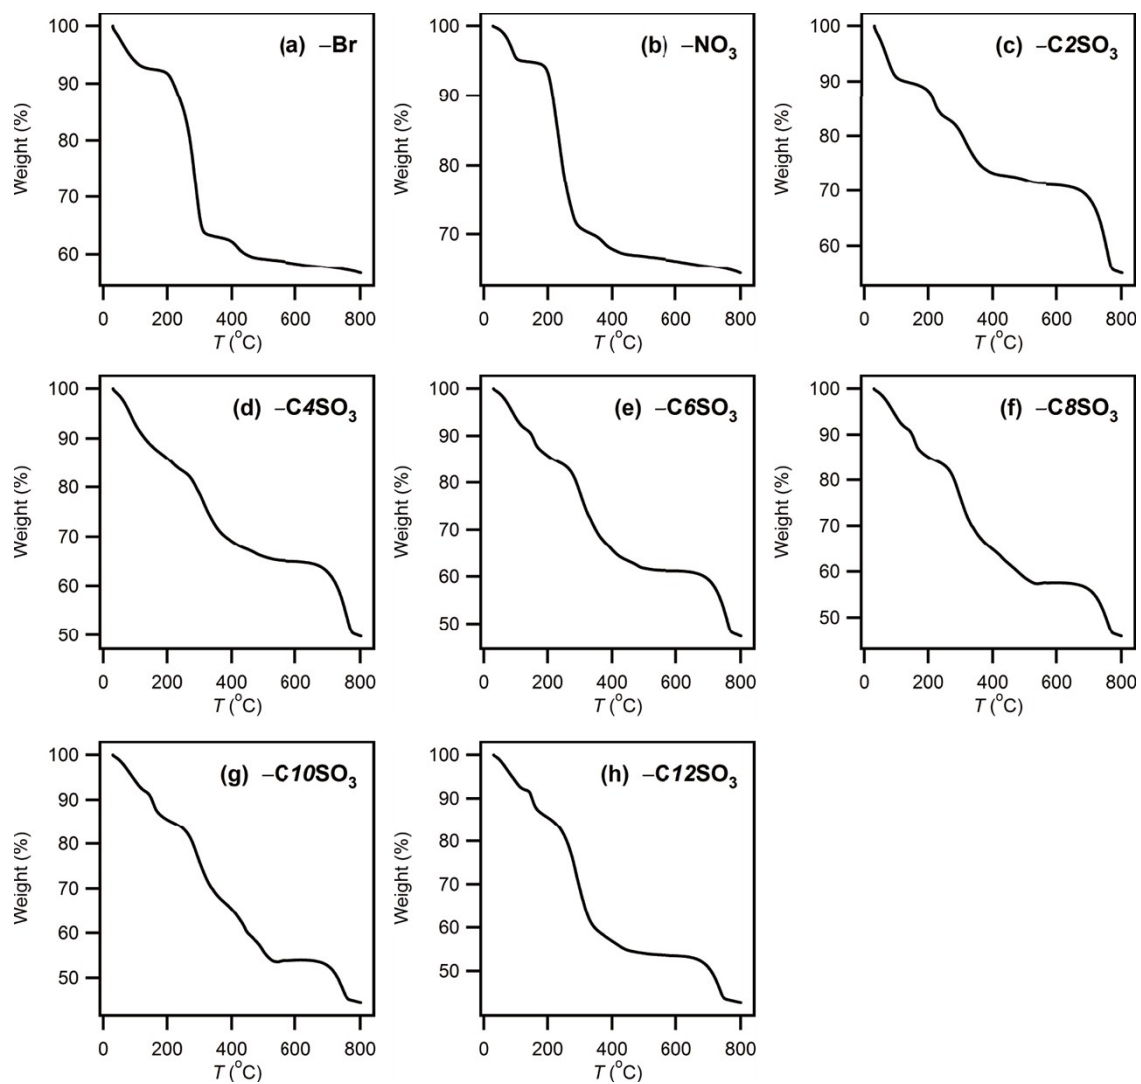 (a) –Br
Weight (%)
100
90
80
70
60
0 200 400 600 800
T (°C)
(b) –NO3
Weight (%)
100
90
80
70
0 200 400 600 800
T (°C)
(c) –C2SO3
Weight (%)
100
90
80
70
60
0 200 400 600 800
T (°C)
(d) –C4SO3
Weight (%)
100
90
80
70
60
50
0 200 400 600 800
T (°C)
(e) –C6SO3
Weight (%)
100
90
80
70
60
50
0 200 400 600 800
T (°C)
(f) –C8SO3
Weight (%)
100
90
80
70
60
50
0 200 400 600 800
T (°C)
(g) –C10SO3
Weight (%)
100
90
80
70
60
50
0 200 400 600 800
T (°C)
(h) –C12SO3
Weight (%)
100
90
80
70
60
50
0 200 400 600 800
T (°C)